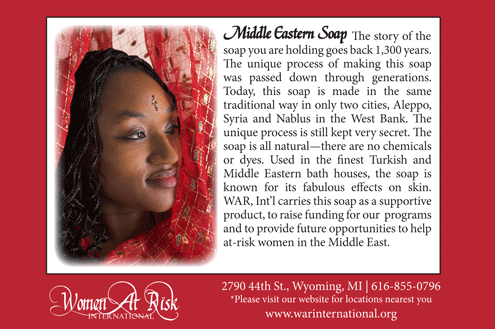 Middle Eastern Soap The story of the
soap you are holding goes back 1,300 years.
The unique process of making this soap
was passed down through generations.
Today, this soap is made in the same
traditional way in only two cities, Aleppo,
Syria and Nablus in the West Bank. The
unique process is still kept very secret. The
soap is all natural—there are no chemicals
or dyes. Used in the finest Turkish and
Middle Eastern bath houses, the soap is
known for its fabulous effects on skin.
WAR, Int'l carries this soap as a supportive
product, to raise funding for our programs
and to provide future opportunities to help
at-risk women in the Middle East.
Women At Risk
INTERNATIONAL
2790 44th St., Wyoming, MI | 616-855-0796
*Please visit our website for locations nearest you
www.warinternational.org